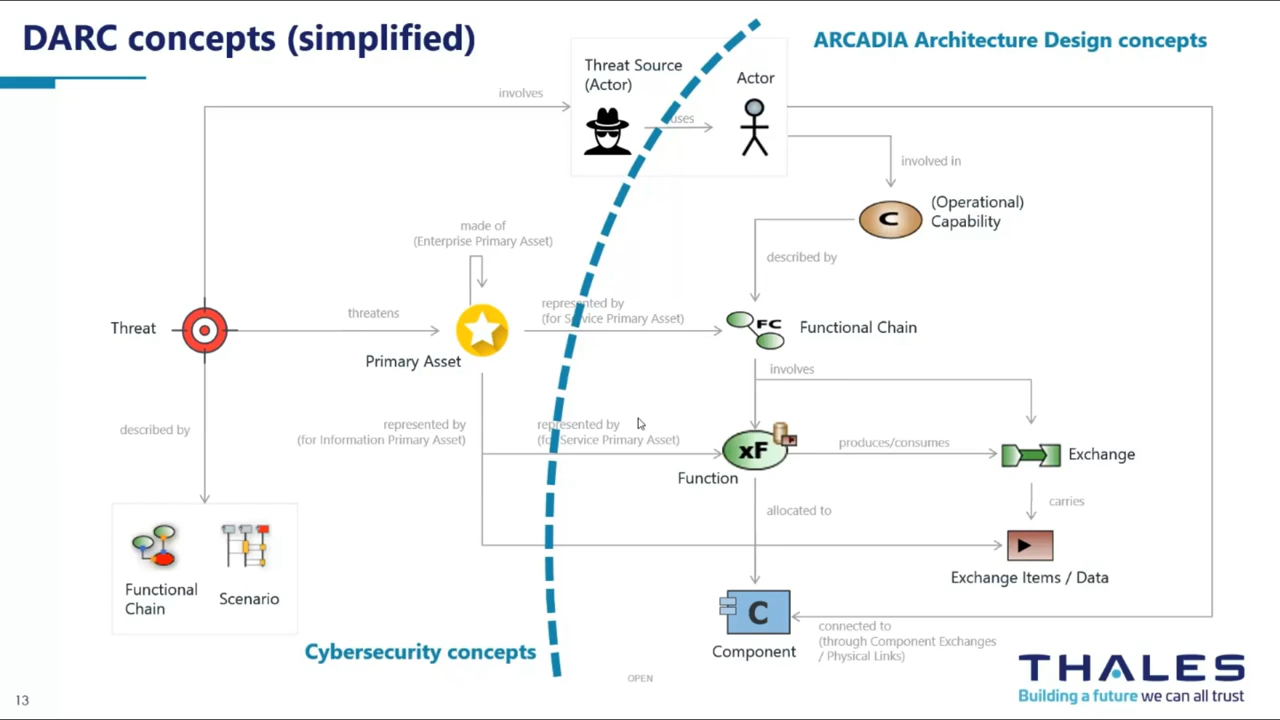 DARC concepts (simplified)
ARCADIA Architecture Design concepts
Threat Source
(Actor)
Actor
involves
uses
involved in
(Operational)
Capability
C
made of
(Enterprise Primary Asset)
described by
represented by
(for Service Primary Asset)
threatens
Threat
Primary Asset
FC
Functional Chain
involves
described by
represented by
(for Information Primary Asset)
represented by
(for Service Primary Asset)
xF
Function
produces/consumes
Exchange
allocated to
carries
Exchange Items / Data
Functional
Chain
Scenario
C
Component
connected to
(through Component Exchanges
/ Physical Links)
Cybersecurity concepts
OPEN
THALES
Building a future we can all trust
13